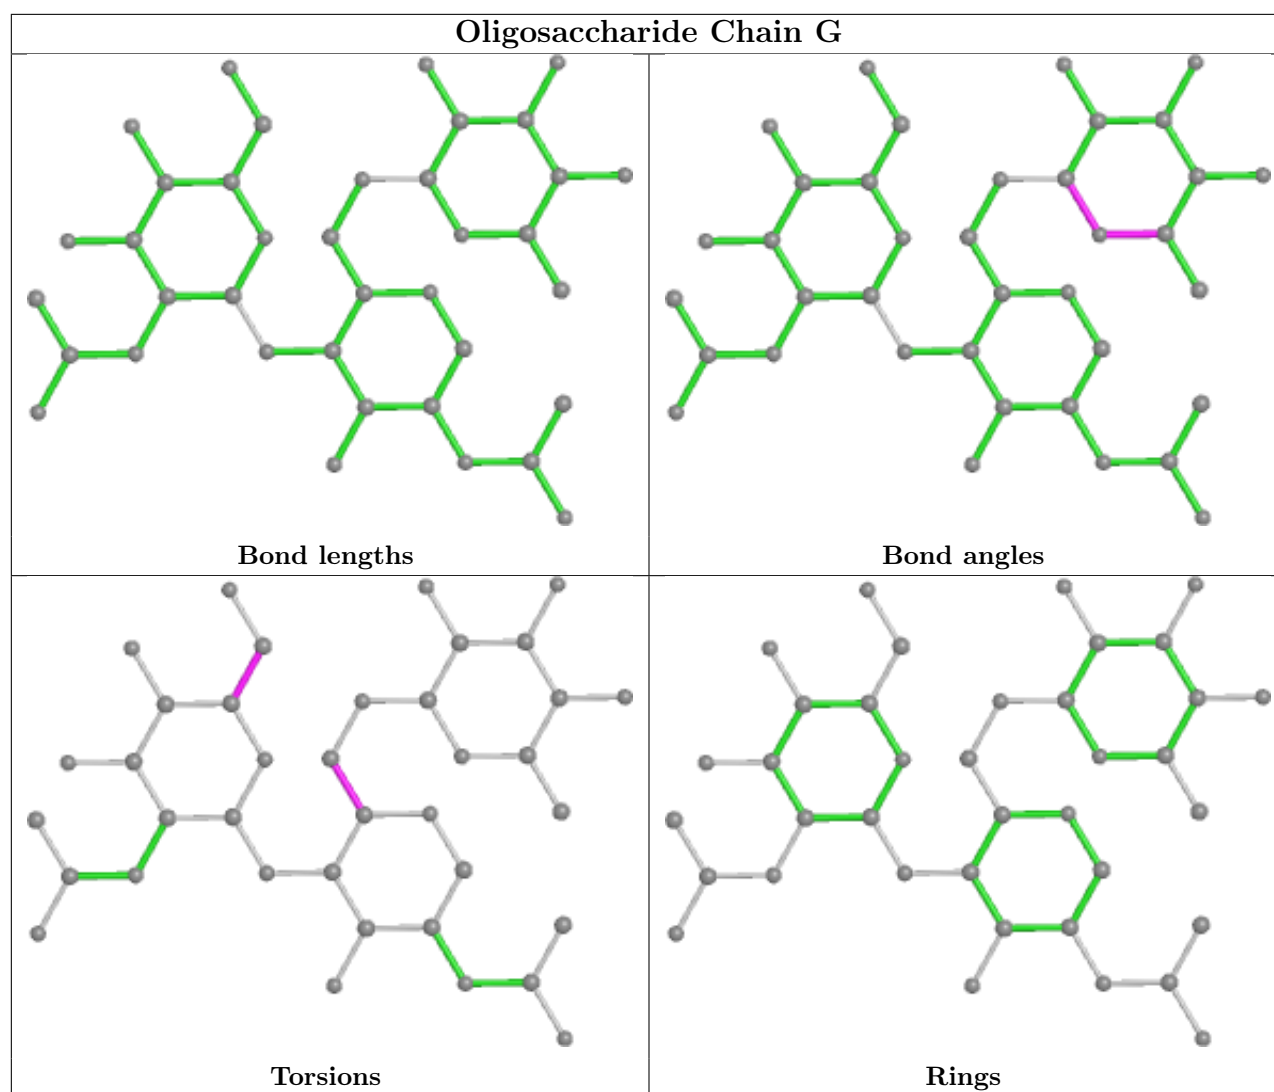 Oligosaccharide Chain G
Bond lengths
Bond angles
Torsions
Rings